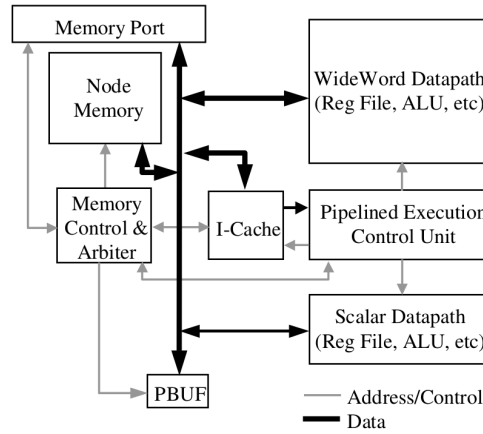 Memory Port
Node
Memory
WideWord Datapath
(Reg File, ALU, etc)
Memory
Control &
Arbiter
I-Cache
Pipelined Execution
Control Unit
Scalar Datapath
(Reg File, ALU, etc)
PBUF
Address/Control
Data